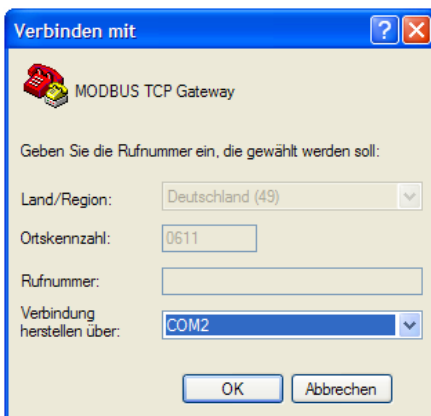 Verbinden mit
MODBUS TCP Gateway
Geben Sie die Rufnummer ein, die gewählt werden soll:
Land/Region: Deutschland (49)
Ortskennzahl: 0611
Rufnummer:
Verbindung
herstellen über: COM2
OK Abbrechen